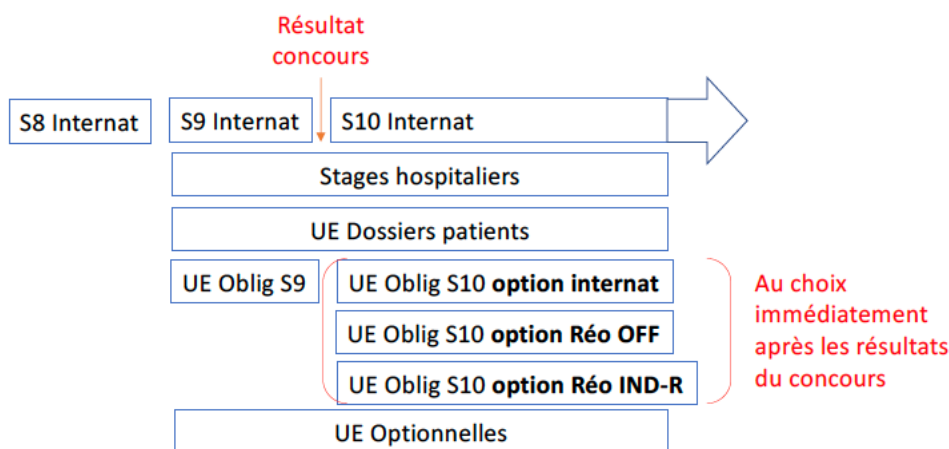 Résultat
concours
S8 Internat
S9 Internat
S10 Internat
Stages hospitaliers
UE Dossiers patients
UE Oblig S9
UE Oblig S10 option internat
UE Oblig S10 option Réo OFF
UE Oblig S10 option Réo IND-R
Au choix
immédiatement
après les résultats
du concours
UE Optionnelles